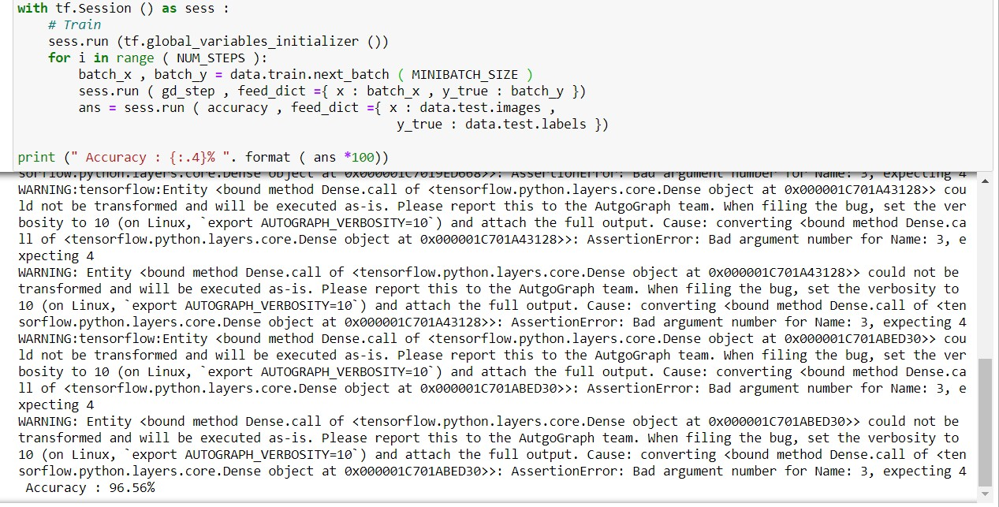 with tf.Session () as sess :
# Train
sess.run (tf.global_variables_initializer ())
for i in range ( NUM_STEPS ):
batch_x , batch_y = data.train.next_batch ( MINIBATCH_SIZE )
sess.run ( gd_step , feed_dict ={ x : batch_x , y_true : batch_y })
ans = sess.run ( accuracy , feed_dict ={ x : data.test.images ,
y_true : data.test.labels })
print (" Accuracy : {:.4}% ". format ( ans *100))
sorflow.python.layers.core.Dense object at 0x000001C7019ED668>>: AssertionError: Bad argument number for Name: 3, expecting 4
WARNING:tensorflow:Entity <bound method Dense.call of <tensorflow.python.layers.core.Dense object at 0x000001C701A43128>> cou
ld not be transformed and will be executed as-is. Please report this to the AutgoGraph team. When filing the bug, set the ver
bosity to 10 (on Linux, `export AUTOGRAPH_VERBOSITY=10`) and attach the full output. Cause: converting <bound method Dense.ca
ll of <tensorflow.python.layers.core.Dense object at 0x000001C701A43128>>: AssertionError: Bad argument number for Name: 3, e
xpecting 4
WARNING: Entity <bound method Dense.call of <tensorflow.python.layers.core.Dense object at 0x000001C701A43128>> could not be
transformed and will be executed as-is. Please report this to the AutgoGraph team. When filing the bug, set the verbosity to
10 (on Linux, `export AUTOGRAPH_VERBOSITY=10`) and attach the full output. Cause: converting <bound method Dense.call of <ten
sorflow.python.layers.core.Dense object at 0x000001C701A43128>>: AssertionError: Bad argument number for Name: 3, expecting 4
WARNING:tensorflow:Entity <bound method Dense.call of <tensorflow.python.layers.core.Dense object at 0x000001C701ABED30>> cou
ld not be transformed and will be executed as-is. Please report this to the AutgoGraph team. When filing the bug, set the ver
bosity to 10 (on Linux, `export AUTOGRAPH_VERBOSITY=10`) and attach the full output. Cause: converting <bound method Dense.ca
ll of <tensorflow.python.layers.core.Dense object at 0x000001C701ABED30>>: AssertionError: Bad argument number for Name: 3, e
xpecting 4
WARNING: Entity <bound method Dense.call of <tensorflow.python.layers.core.Dense object at 0x000001C701ABED30>> could not be
transformed and will be executed as-is. Please report this to the AutgoGraph team. When filing the bug, set the verbosity to
10 (on Linux, `export AUTOGRAPH_VERBOSITY=10`) and attach the full output. Cause: converting <bound method Dense.call of <ten
sorflow.python.layers.core.Dense object at 0x000001C701ABED30>>: AssertionError: Bad argument number for Name: 3, expecting 4
Accuracy : 96.56%